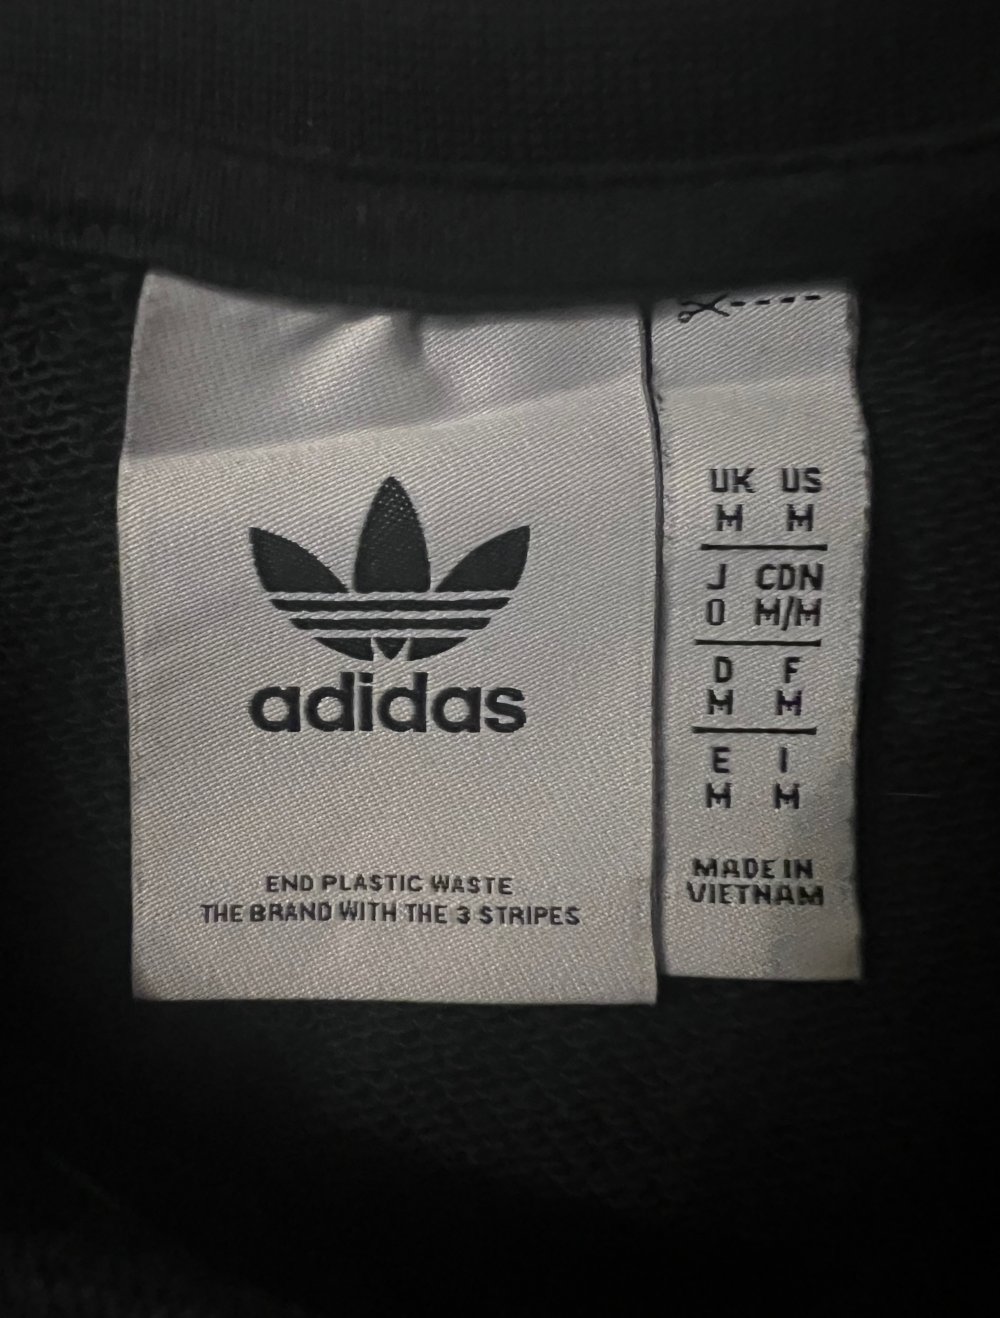 adidas
END PLASTIC WASTE
THE BRAND WITH THE 3 STRIPES
UK US
M M
J CDN
O M/M
D F
M M
E I
M M
MADE IN
VIETNAM